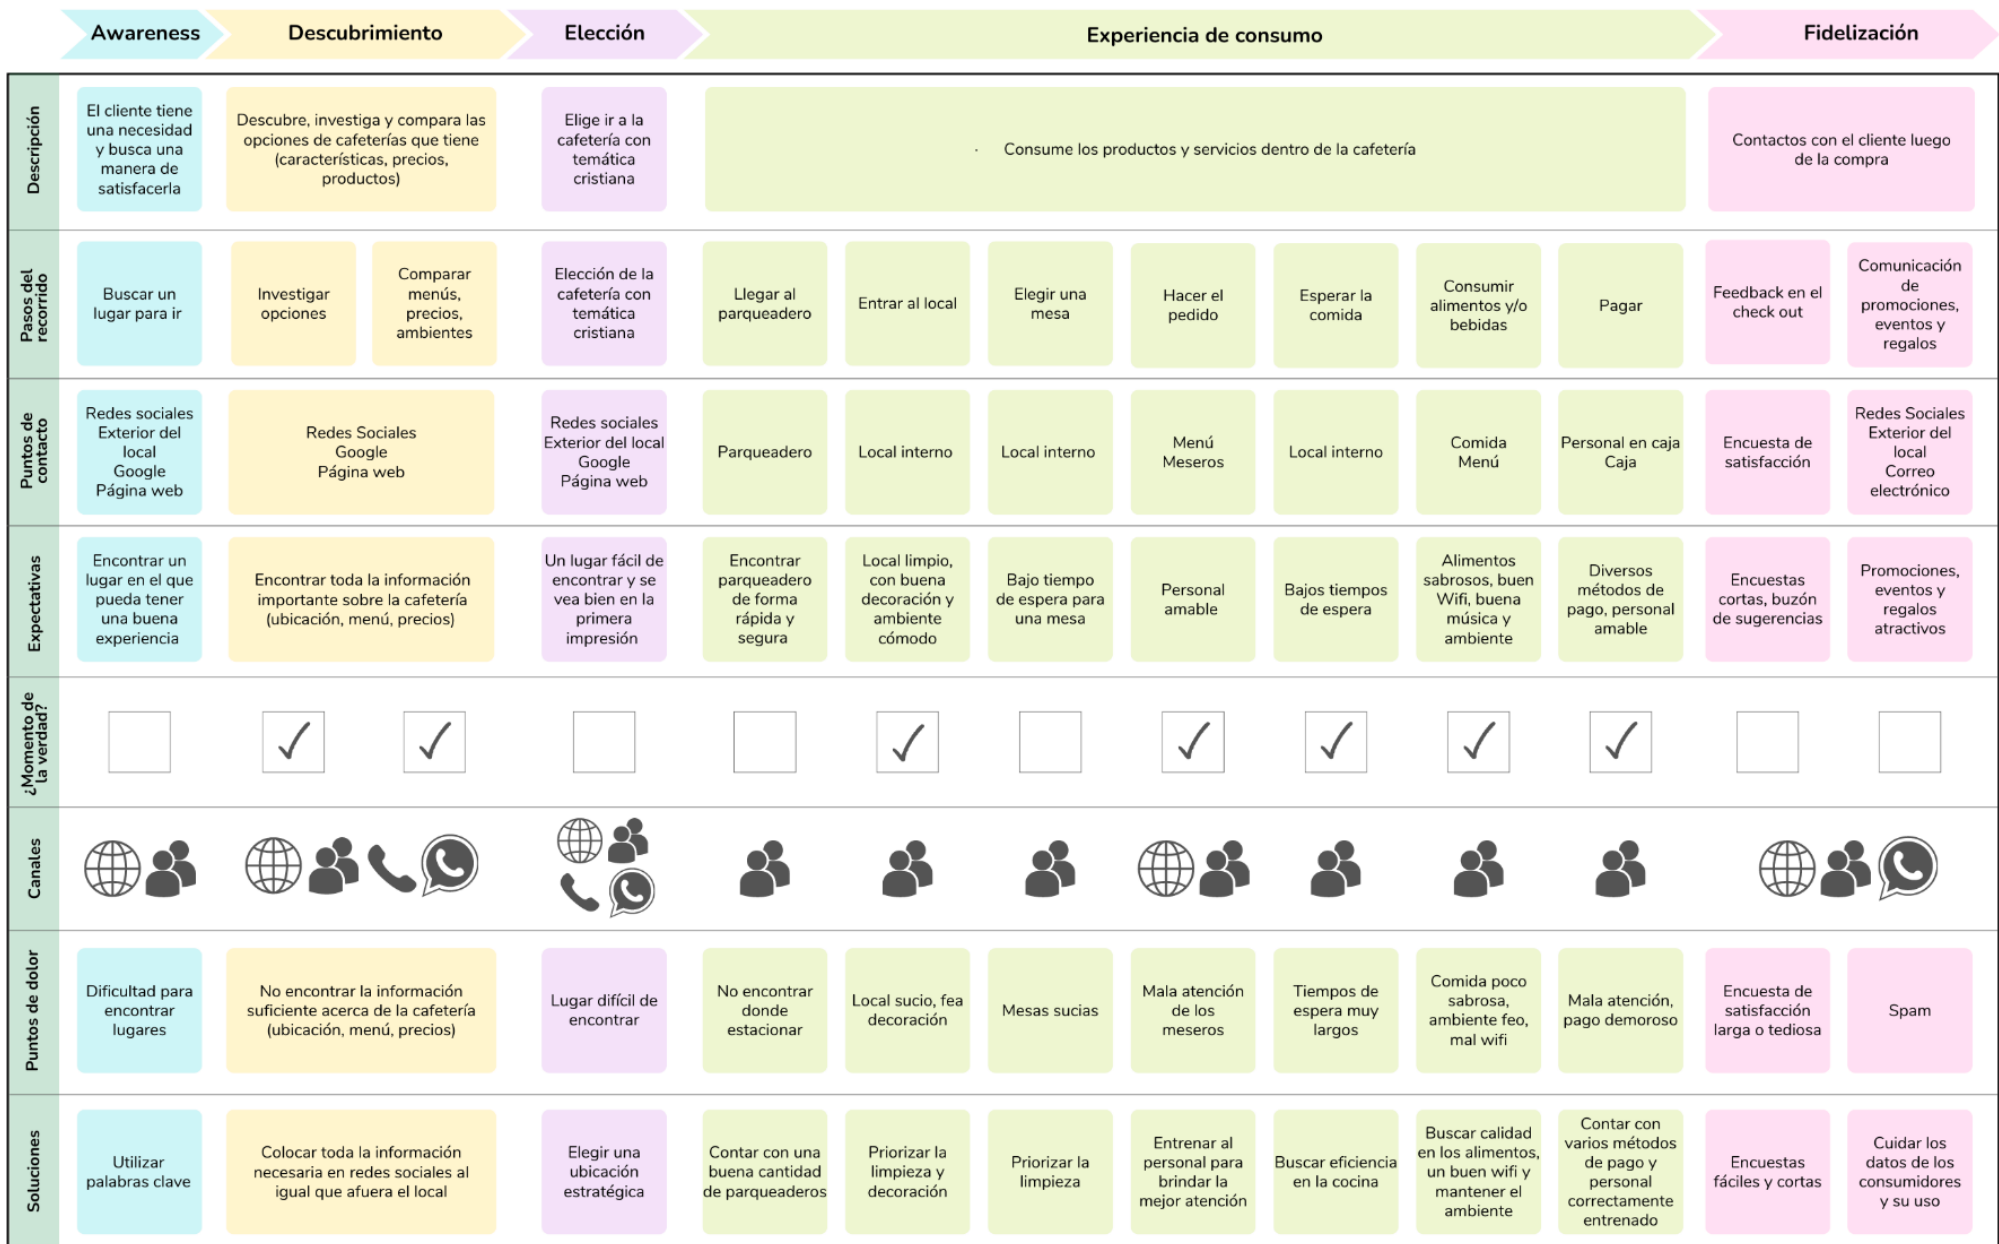 Awareness
Descubrimiento
Elección
Experiencia de consumo
Fidelización
Descripción
El cliente tiene
una necesidad
y busca una
manera de
satisfacerla
Descubre, investiga y compara las
opciones de cafeterías que tiene
(características, precios,
productos)
Elige ir a la
cafetería con
temática
cristiana
· Consume los productos y servicios dentro de la cafetería
Contactos con el cliente luego
de la compra
Pasos del
recorrido
Buscar un
lugar para ir
Investigar
opciones
Comparar
menús,
precios,
ambientes
Elección de la
cafetería con
temática
cristiana
Llegar al
parqueadero
Entrar al local
Elegir una
mesa
Hacer el
pedido
Esperar la
comida
Consumir
alimentos y/o
bebidas
Pagar
Feedback en el
check out
Comunicación
de
promociones,
eventos y
regalos
Puntos de
contacto
Redes sociales
Exterior del
local
Google
Página web
Redes Sociales
Google
Página web
Redes sociales
Exterior del local
Google
Página web
Parqueadero
Local interno
Local interno
Menú
Meseros
Local interno
Comida
Menú
Personal en caja
Caja
Encuesta de
satisfacción
Redes Sociales
Exterior del
local
Correo
electrónico
Expectativas
Encontrar un
lugar en el que
pueda tener
una buena
experiencia
Encontrar toda la información
importante sobre la cafetería
(ubicación, menú, precios)
Un lugar fácil de
encontrar y se
vea bien en la
primera
impresión
Encontrar
parqueadero
de forma
rápida y
segura
Local limpio,
con buena
decoración y
ambiente
cómodo
Bajo tiempo
de espera para
una mesa
Personal
amable
Bajos tiempos
de espera
Alimentos
sabrosos, buen
Wifi, buena
música y
ambiente
Diversos
métodos de
pago, personal
amable
Encuestas
cortas, buzón
de sugerencias
Promociones,
eventos y
regalos
atractivos
¿Momento de
la verdad?
Canales
Puntos de dolor
Dificultad para
encontrar
lugares
No encontrar la información
suficiente acerca de la cafetería
(ubicación, menú, precios)
Lugar difícil de
encontrar
No encontrar
donde
estacionar
Local sucio, fea
decoración
Mesas sucias
Mala atención
de los
meseros
Tiempos de
espera muy
largos
Comida poco
sabrosa,
ambiente feo,
mal wifi
Mala atención,
pago demoroso
Encuesta de
satisfacción
larga o tediosa
Spam
Soluciones
Utilizar
palabras clave
Colocar toda la información
necesaria en redes sociales al
igual que afuera el local
Elegir una
ubicación
estratégica
Contar con una
buena cantidad
de parqueaderos
Priorizar la
limpieza y
decoración
Priorizar la
limpieza
Entrenar al
personal para
brindar la
mejor atención
Buscar eficiencia
en la cocina
Buscar calidad
en los alimentos,
un buen wifi y
mantener el
ambiente
Contar con
varios métodos
de pago y
personal
correctamente
entrenado
Encuestas
fáciles y cortas
Cuidar los
datos de los
consumidores
y su uso